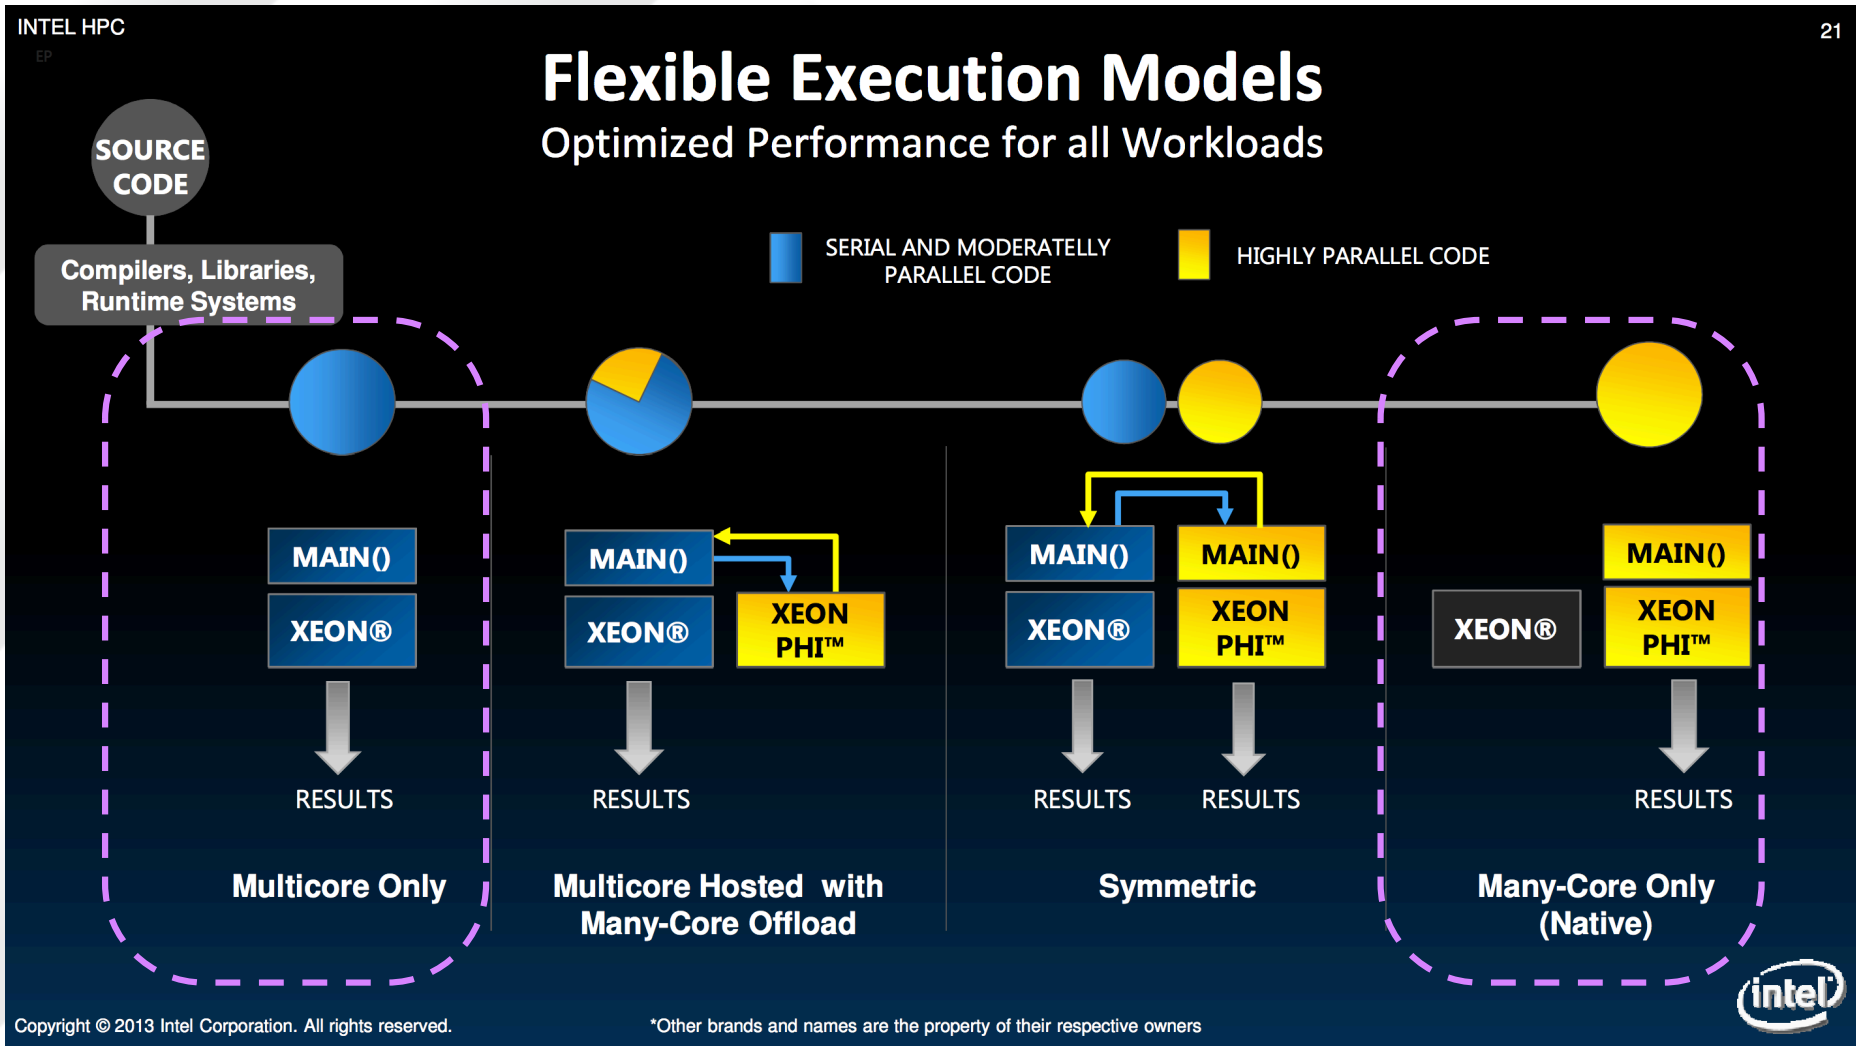 INTEL HPC
21
EP
Flexible Execution Models
Optimized Performance for all Workloads
SOURCE
CODE
Compilers, Libraries,
Runtime Systems
SERIAL AND MODERATELLY
PARALLEL CODE
HIGHLY PARALLEL CODE
MAIN()
XEON®
RESULTS
Multicore Only
MAIN()
XEON®
XEON
PHI™
RESULTS
Multicore Hosted with
Many-Core Offload
MAIN()
MAIN()
XEON®
XEON
PHI™
RESULTS
RESULTS
Symmetric
MAIN()
XEON®
XEON
PHI™
RESULTS
Many-Core Only
(Native)
intel
Copyright © 2013 Intel Corporation. All rights reserved.
*Other brands and names are the property of their respective owners